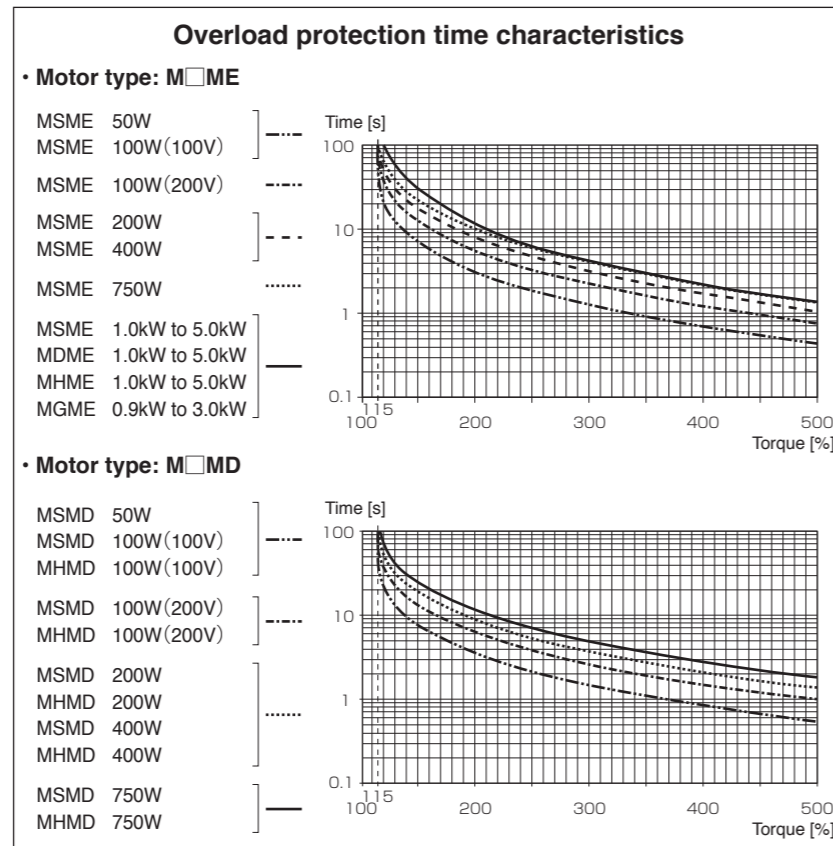 Overload protection time characteristics
・Motor type: M□ME
MSME 50W
MSME 100W(100V)
MSME 100W(200V)
MSME 200W
MSME 400W
MSME 750W
MSME 1.0kW to 5.0kW
MDME 1.0kW to 5.0kW
MHME 1.0kW to 5.0kW
MGME 0.9kW to 3.0kW
Time [s]
100
10
1
0.1
115
100 200 300 400 500
Torque [%]
・Motor type: M□MD
MSMD 50W
MSMD 100W(100V)
MHMD 100W(100V)
MSMD 100W(200V)
MHMD 100W(200V)
MSMD 200W
MHMD 200W
MSMD 400W
MHMD 400W
MSMD 750W
MHMD 750W
Time [s]
100
10
1
0.1
115
100 200 300 400 500
Torque [%]